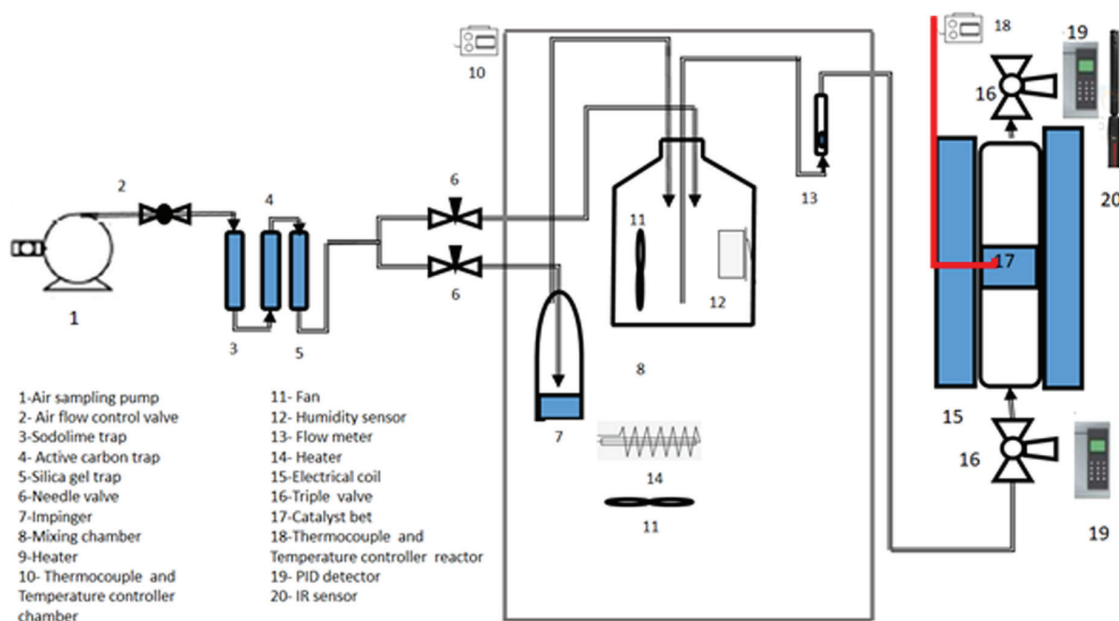 18
19
10
16
2
4
6
13
11
20
17
12
6
1
3
5
8
15
7
16
14
11
19
1-Air sampling pump
2- Air flow control valve
3-Sodolime trap
4- Active carbon trap
5-Silica gel trap
6-Needle valve
7-Impinger
8-Mixing chamber
9-Heater
10- Thermocouple and
Temperature controller
chamber
11- Fan
12- Humidity sensor
13- Flow meter
14- Heater
15-Electrical coil
16-Triple valve
17-Catalyst bet
18-Thermocouple and
Temperature controller reactor
19- PID detector
20- IR sensor